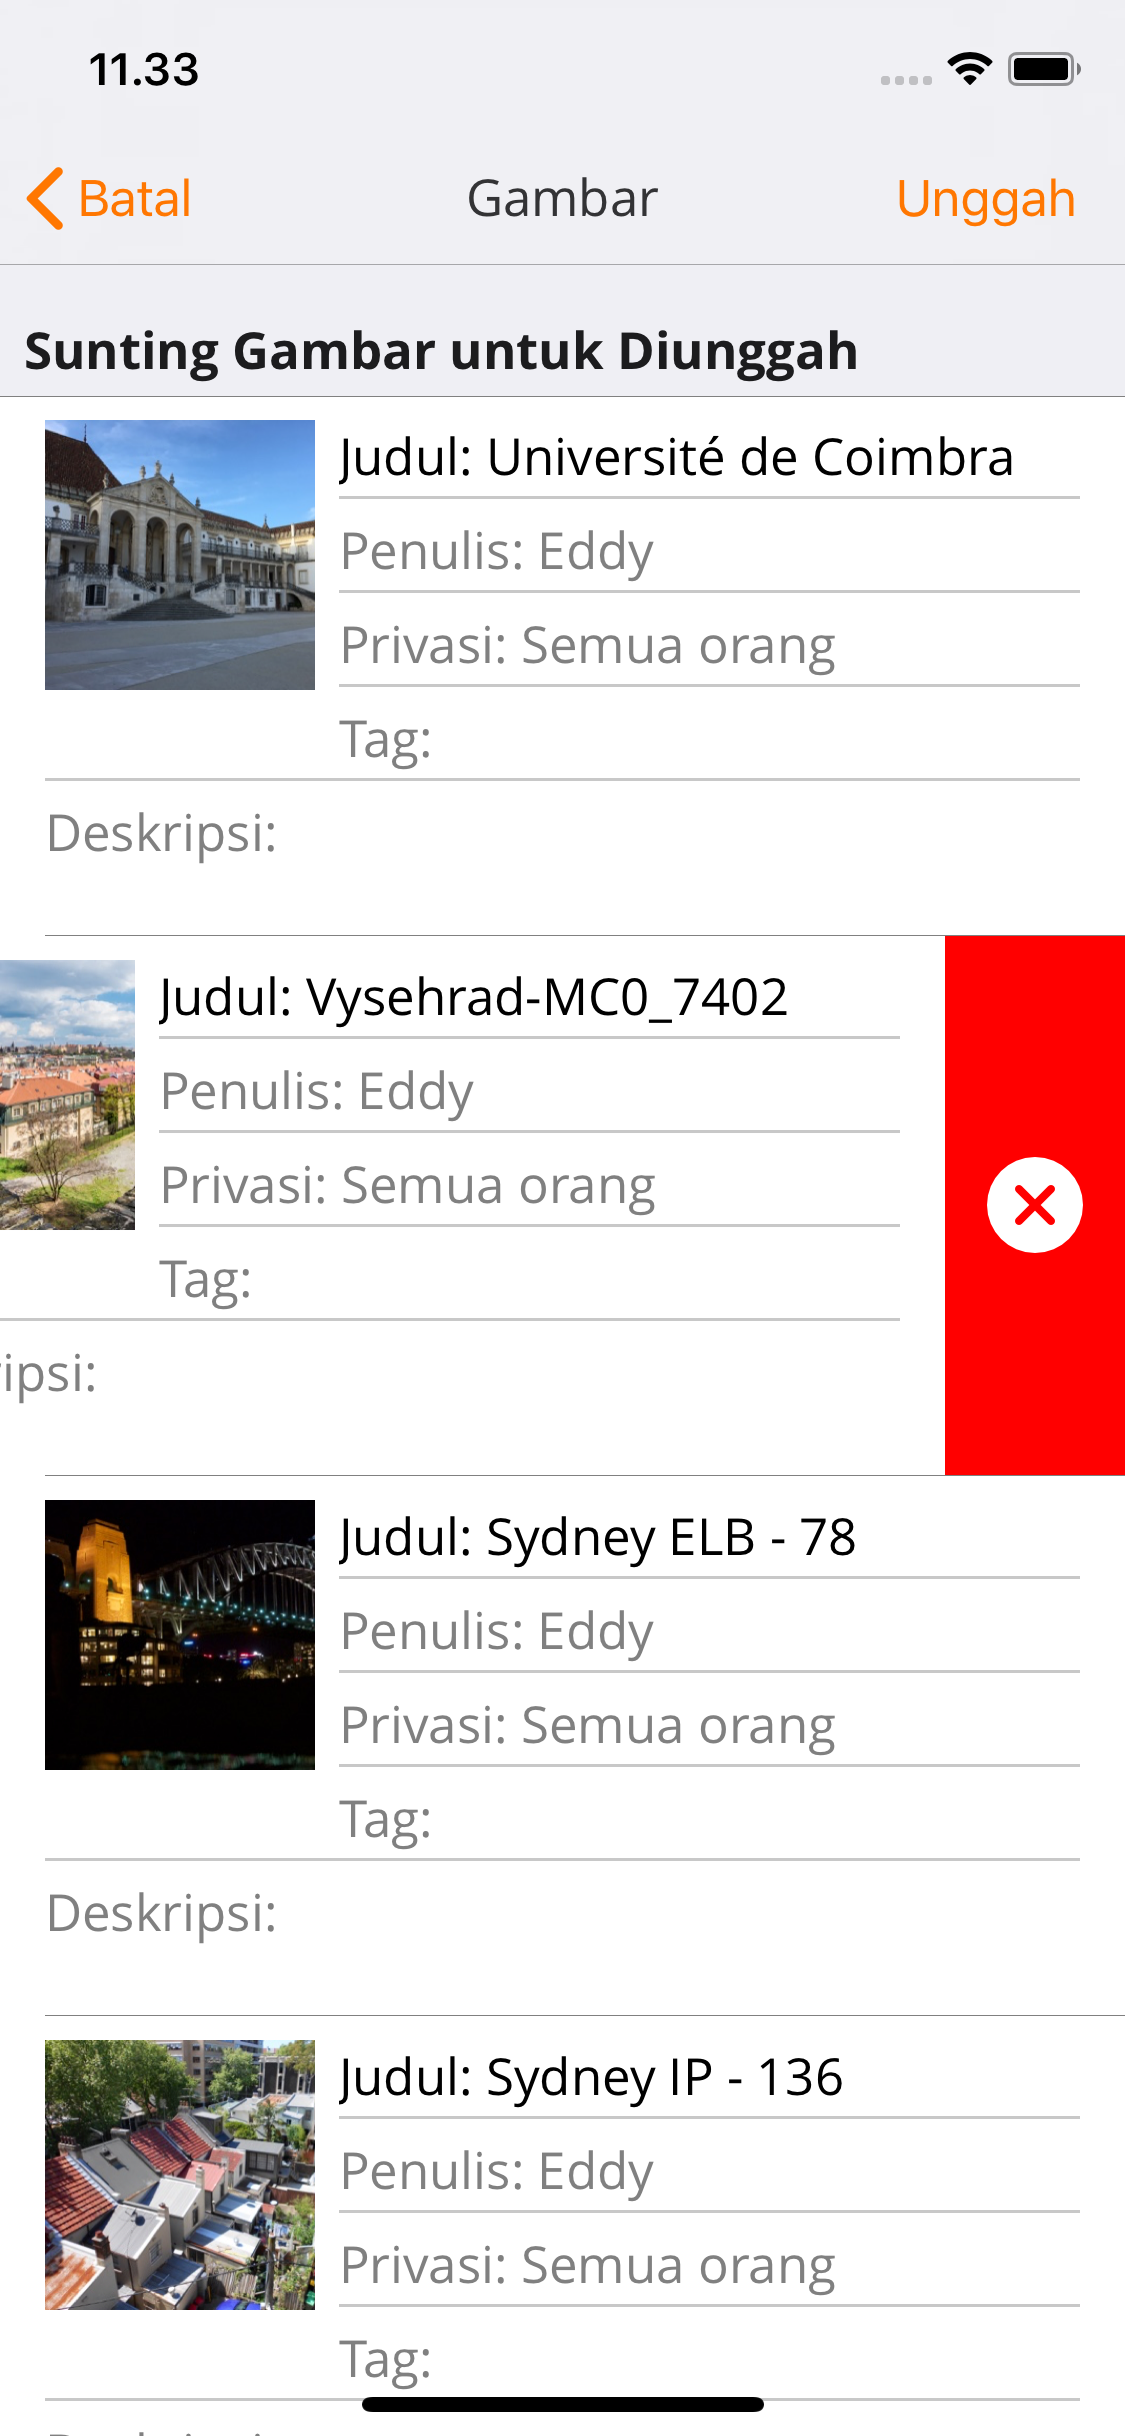 11.33
Batal
Gambar
Unggah
Sunting Gambar untuk Diunggah
Judul: Université de Coimbra
Penulis: Eddy
Privasi: Semua orang
Tag:
Deskripsi:
Judul: Vysehrad-MC0_7402
Penulis: Eddy
Privasi: Semua orang
Tag:
ripsi:
Judul: Sydney ELB - 78
Penulis: Eddy
Privasi: Semua orang
Tag:
Deskripsi:
Judul: Sydney IP - 136
Penulis: Eddy
Privasi: Semua orang
Tag: